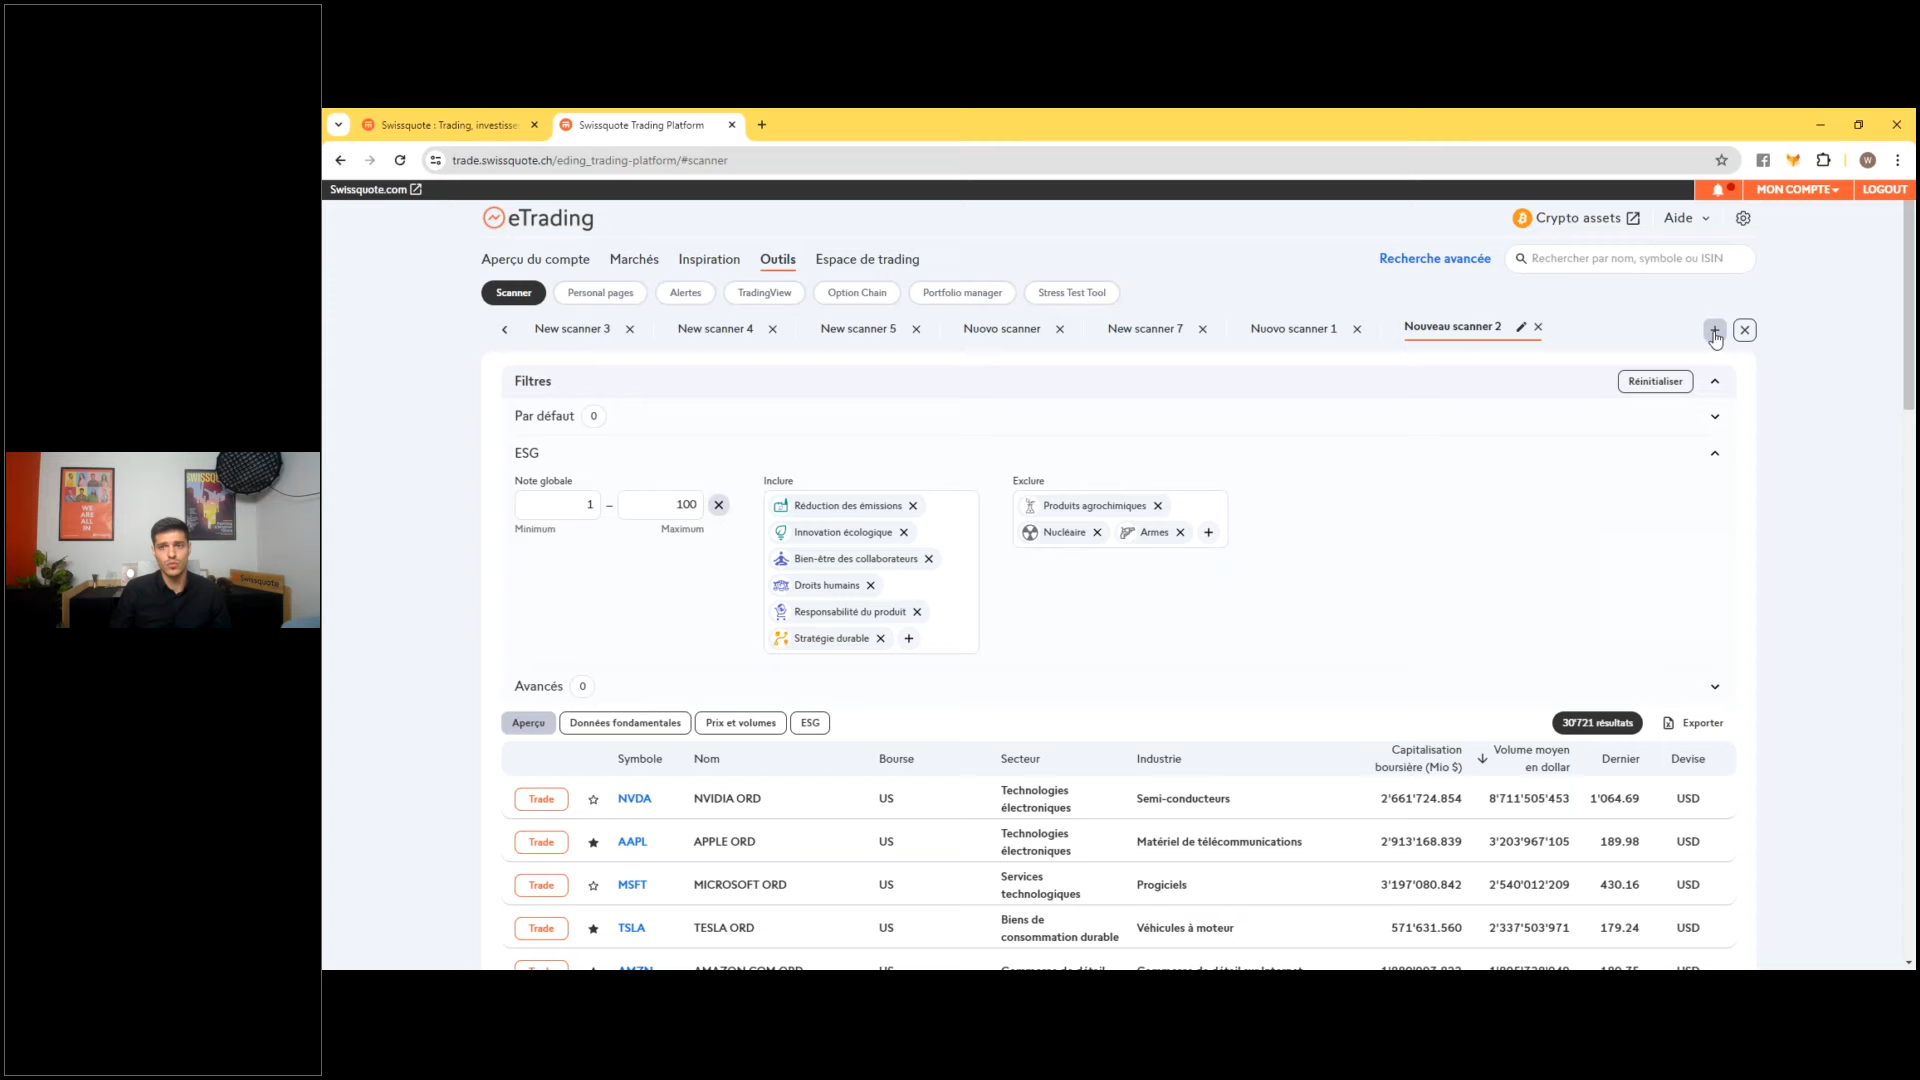 Swissquote : Trading, investisse
Swissquote Trading Platform
trade.swissquote.ch/eding_trading-platform/#scanner
W
Swissquote.com
MON COMPTE
LOGOUT
eTrading
Crypto assets
Aide
Aperçu du compte
Marchés
Inspiration
Outils
Espace de trading
Recherche avancée
Rechercher par nom, symbole ou ISIN
Scanner
Personal pages
Alertes
TradingView
Option Chain
Portfolio manager
Stress Test Tool
New scanner 3
New scanner 4
New scanner 5
Nuovo scanner
New scanner 7
Nuovo scanner 1
Nouveau scanner 2
Filtres
Réinitialiser
Par défaut 0
ESG
Note globale
1 – 100
Minimum
Maximum
Inclure
Réduction des émissions
Innovation écologique
Bien-être des collaborateurs
Droits humains
Responsabilité du produit
Stratégie durable
Exclure
Produits agrochimiques
Nucléaire
Armes
Avancés 0
Aperçu
Données fondamentales
Prix et volumes
ESG
30'721 résultats
Exporter
Symbole
Nom
Bourse
Secteur
Industrie
Capitalisation
boursière (Mio $)
Volume moyen
en dollar
Dernier
Devise
Trade NVDA NVIDIA ORD US Technologies
électroniques
Semi-conducteurs 2'661'724.854 8'711'505'453 1'064.69 USD
Trade AAPL APPLE ORD US Technologies
électroniques
Matériel de télécommunications 2'913'168.839 3'203'967'105 189.98 USD
Trade MSFT MICROSOFT ORD US Services
technologiques
Progiciels 3'197'080.842 2'540'012'209 430.16 USD
Trade TSLA TESLA ORD US Biens de
consommation durable
Véhicules à moteur 571'631.560 2'337'503'971 179.24 USD
WE
ARE
ALL
IN
SWISSQU
Swissquote